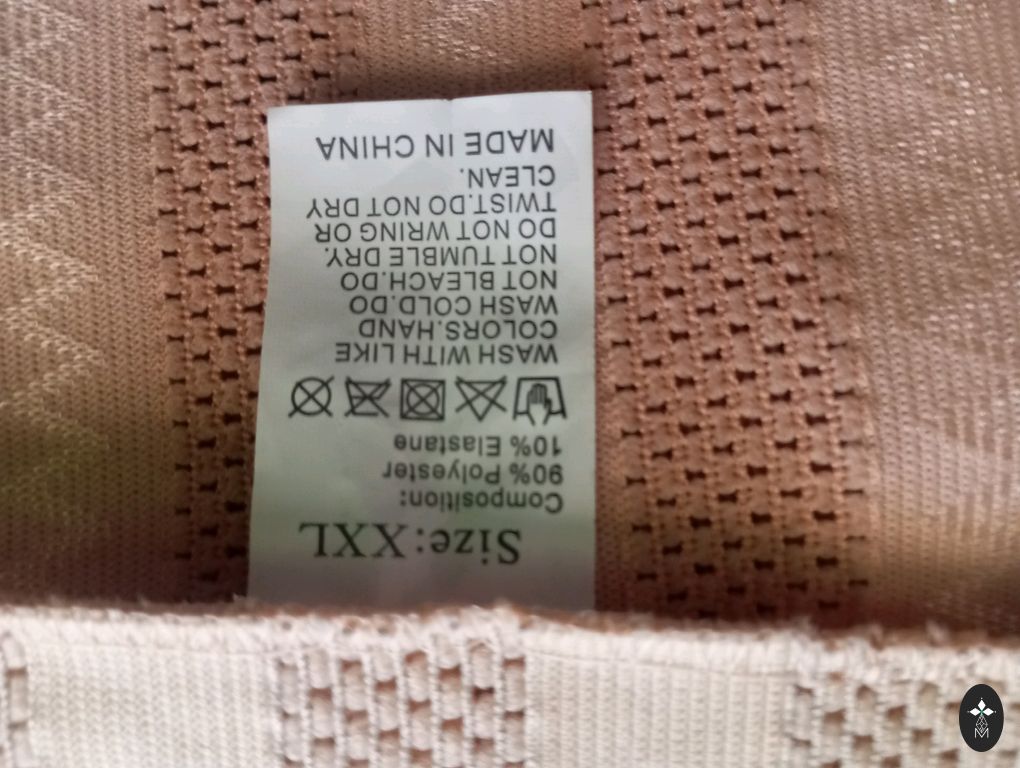 Size:XXL
Composition:
90% Polyester
10% Elastane
WASH WITH LIKE
COLORS.HAND
WASH COLD.DO
NOT BLEACH.DO
NOT TUMBLE DRY.
DO NOT WRING OR
TWIST.DO NOT DRY
CLEAN.
MADE IN CHINA
M